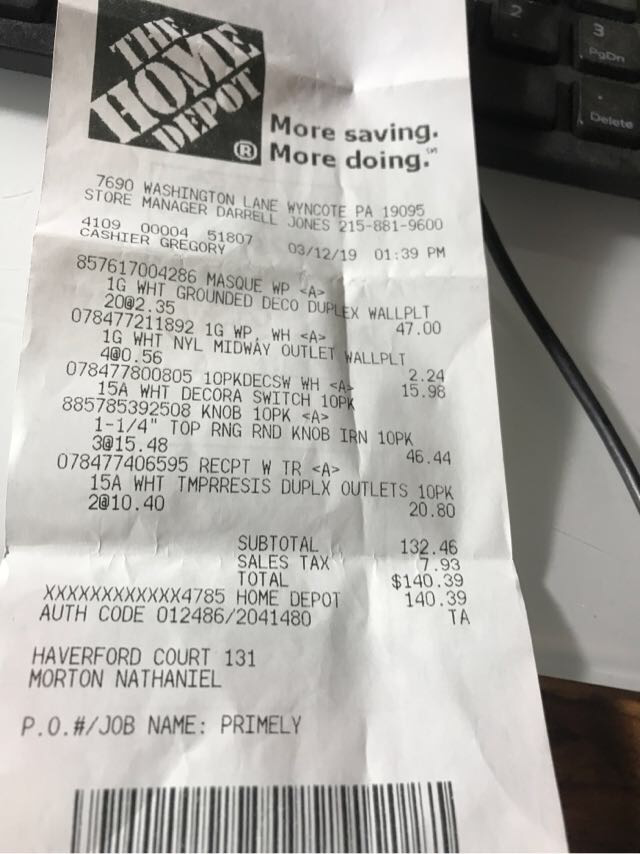 2
3
PgDn
.
Delete
THE
HOME
DEPOT
®
More saving.
More doing.℠
7690 WASHINGTON LANE WYNCOTE PA 19095
STORE MANAGER DARRELL JONES 215-881-9600
4109 00004 51807 03/12/19 01:39 PM
CASHIER GREGORY
857617004286 MASQUE WP <A>
1G WHT GROUNDED DECO DUPLEX WALLPLT
20@2.35 47.00
078477211892 1G WP, WH <A>
1G WHT NYL MIDWAY OUTLET WALLPLT
4@0.56 2.24
078477800805 10PKDECSW WH <A> 15.98
15A WHT DECORA SWITCH 10PK
885785392508 KNOB 10PK <A>
1-1/4" TOP RNG RND KNOB IRN 10PK
3@15.48 46.44
078477406595 RECPT W TR <A>
15A WHT TMPRRESIS DUPLX OUTLETS 10PK
2@10.40 20.80
SUBTOTAL 132.46
SALES TAX 7.93
TOTAL $140.39
XXXXXXXXXXXX4785 HOME DEPOT 140.39
AUTH CODE 012486/2041480 TA
HAVERFORD COURT 131
MORTON NATHANIEL
P.O.#/JOB NAME: PRIMELY